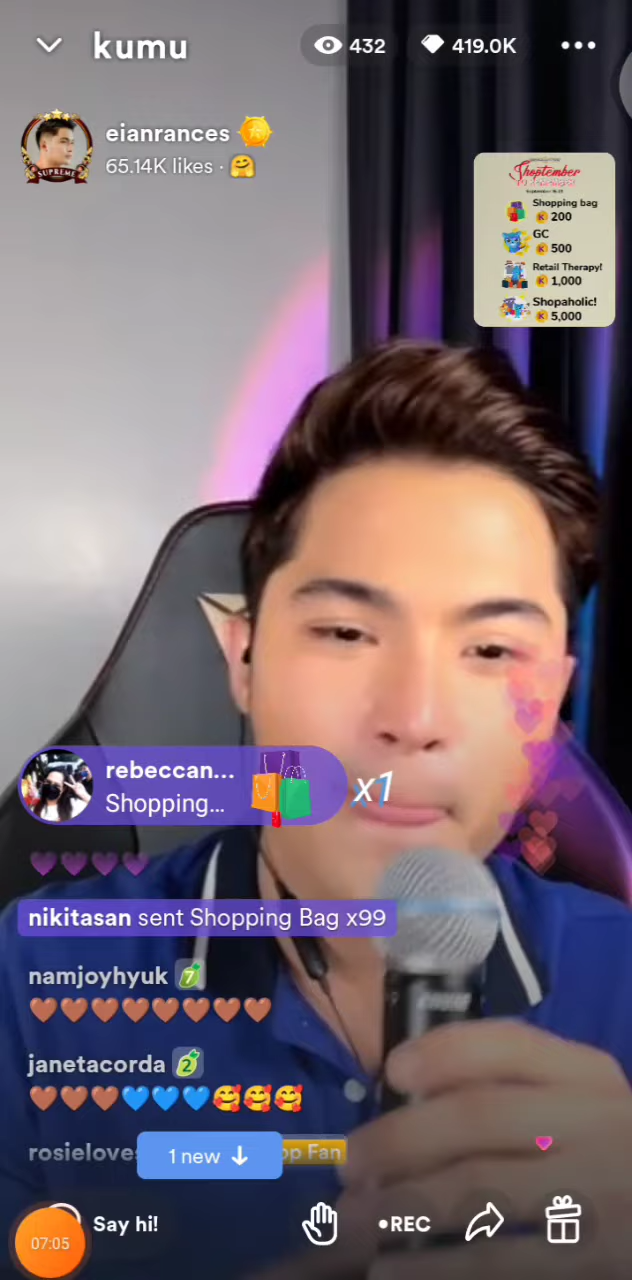 kumu
432
419.0K
eianrances
65.14K likes ·
SUPREME
Shoptember
Shopping bag
200
GC
500
Retail Therapy!
1,000
Shopaholic!
5,000
rebeccan...
Shopping...
x1
nikitasan sent Shopping Bag x99
namjoyhyuk 7
janetacorda 2
1 new
op Fan
Say hi!
•REC
07:05